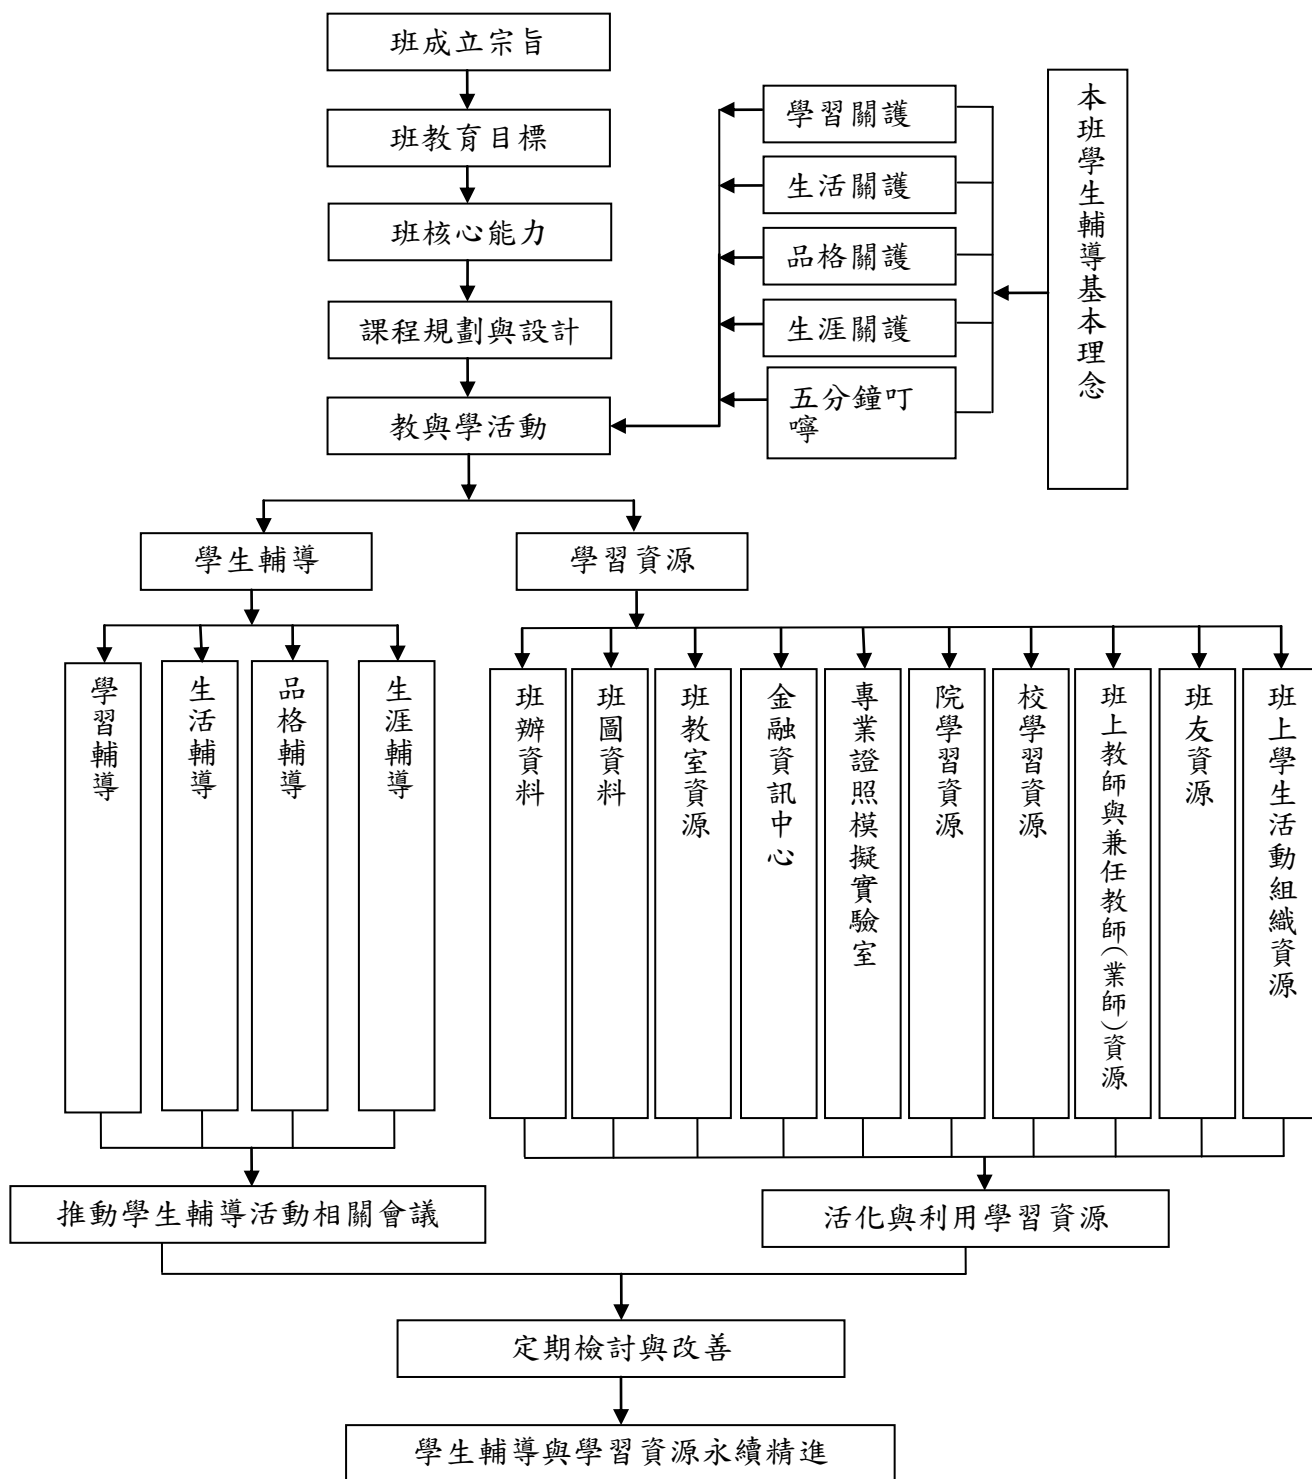 班成立宗旨
班教育目標
班核心能力
課程規劃與設計
教與學活動
學習關護
生活關護
品格關護
生涯關護
五分鐘叮
嚀
本班學生輔導基本理念
學生輔導
學習資源
學習輔導
生活輔導
品格輔導
生涯輔導
班辦資料
班圖資料
班教室資源
金融資訊中心
專業證照模擬實驗室
院學習資源
校學習資源
班上教師與兼任教師(業師)資源
班友資源
班上學生活動組織資源
推動學生輔導活動相關會議
活化與利用學習資源
定期檢討與改善
學生輔導與學習資源永續精進